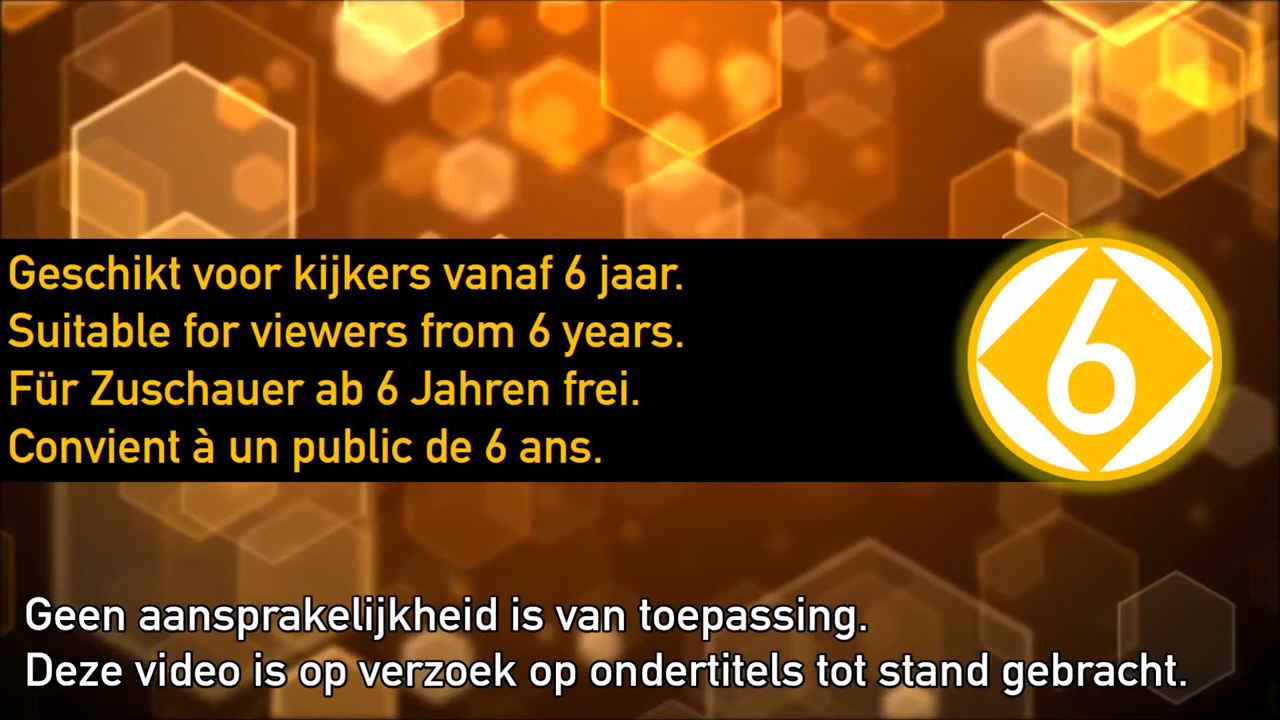 Geschikt voor kijkers vanaf 6 jaar.
Suitable for viewers from 6 years.
Für Zuschauer ab 6 Jahren frei.
Convient à un public de 6 ans.
6
Geen aansprakelijkheid is van toepassing.
Deze video is op verzoek op ondertitels tot stand gebracht.